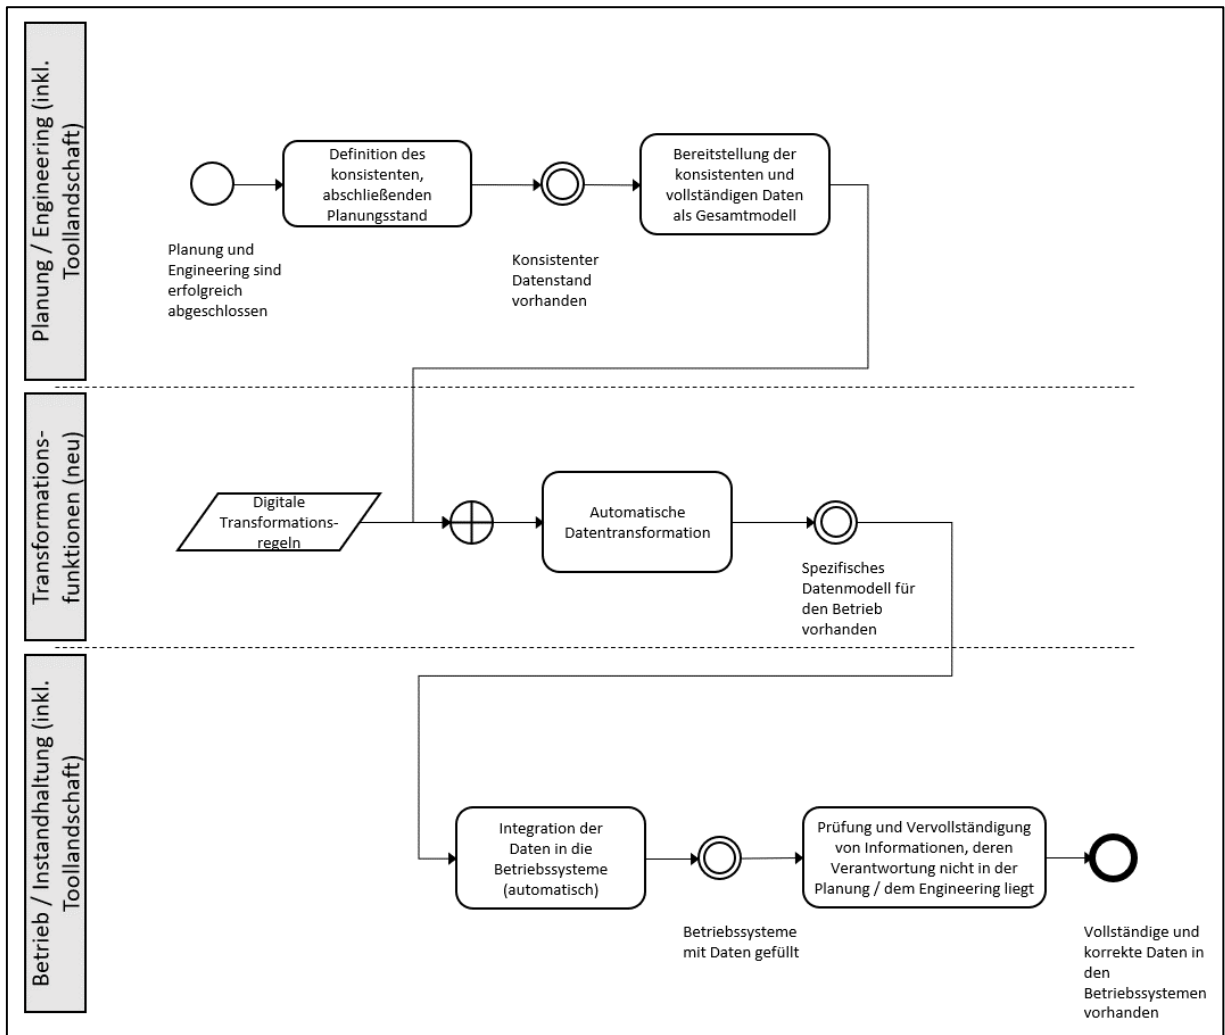 Planung / Engineering (inkl.
Toollandschaft)
Definition des
konsistenten,
abschließenden
Planungsstand
Bereitstellung der
konsistenten und
vollständigen Daten
als Gesamtmodell
Planung und
Engineering sind
erfolgreich
abgeschlossen
Konsistenter
Datenstand
vorhanden
Transformations-
funktionen (neu)
Digitale
Transformations-
regeln
Automatische
Datentransformation
Spezifisches
Datenmodell für
den Betrieb
vorhanden
Betrieb / Instandhaltung (inkl.
Toollandschaft)
Integration der
Daten in die
Betriebssysteme
(automatisch)
Prüfung und Vervollständigung
von Informationen, deren
Verantwortung nicht in der
Planung / dem Engineering liegt
Betriebssysteme
mit Daten gefüllt
Vollständige und
korrekte Daten in
den
Betriebssystemen
vorhanden